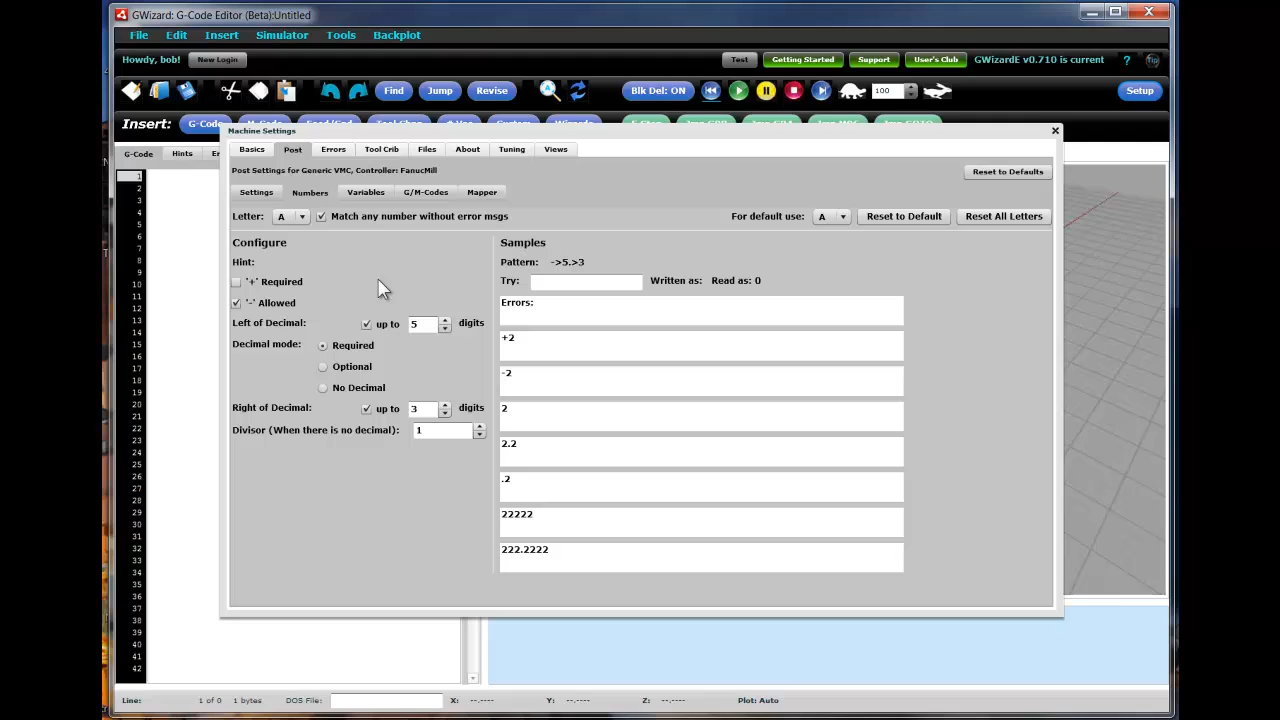 GWizard: G-Code Editor (Beta):Untitled
File Edit Insert Simulator Tools Backplot
Howdy, bob! New Login Test Getting Started Support User's Club GWizardE v0.710 is current ? Tip
Find Jump Revise Blk Del: ON 100 Setup
Insert: G-Code
Machine Settings
G-Code Hints
Basics Post Errors Tool Crib Files About Tuning Views
Post Settings for Generic VMC, Controller: FanucMill Reset to Defaults
Settings Numbers Variables G/M-Codes Mapper
Letter: A Match any number without error msgs For default use: A Reset to Default Reset All Letters
Configure
Hint:
'+' Required
'-' Allowed
Left of Decimal: up to 5 digits
Decimal mode: Required
Optional
No Decimal
Right of Decimal: up to 3 digits
Divisor (When there is no decimal): 1
Samples
Pattern: ->5.>3
Try: Written as: Read as: 0
Errors:
+2
-2
2
2.2
.2
22222
222.2222
1
2
3
4
5
6
7
8
9
10
11
12
13
14
15
16
17
18
19
20
21
22
23
24
25
26
27
28
29
30
31
32
33
34
35
36
37
38
39
40
41
42
Line: 1 of 0 1 bytes DOS File: X: --.---- Y: --.---- Z: --.---- Plot: Auto